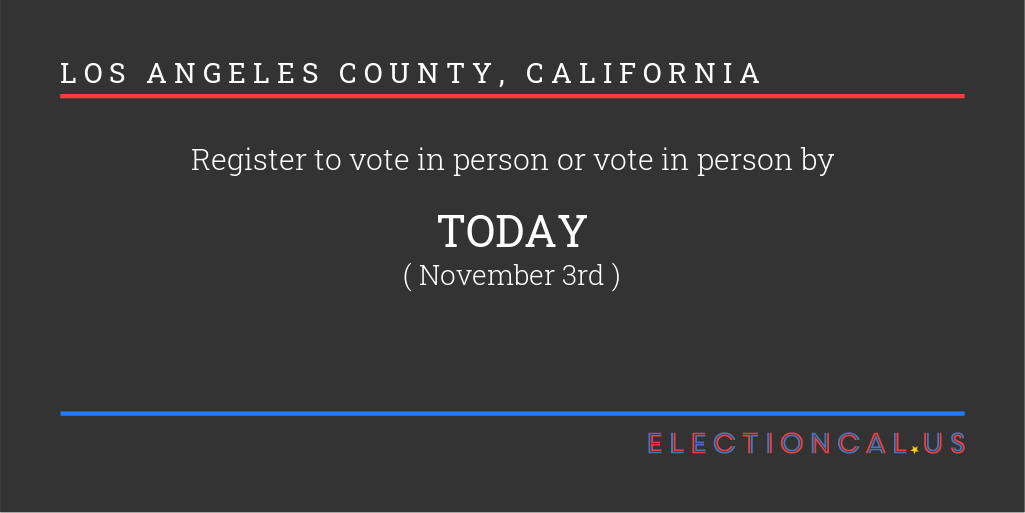 LOS ANGELES COUNTY, CALIFORNIA
Register to vote in person or vote in person by
TODAY
( November 3rd )
ELECTIONCAL.US